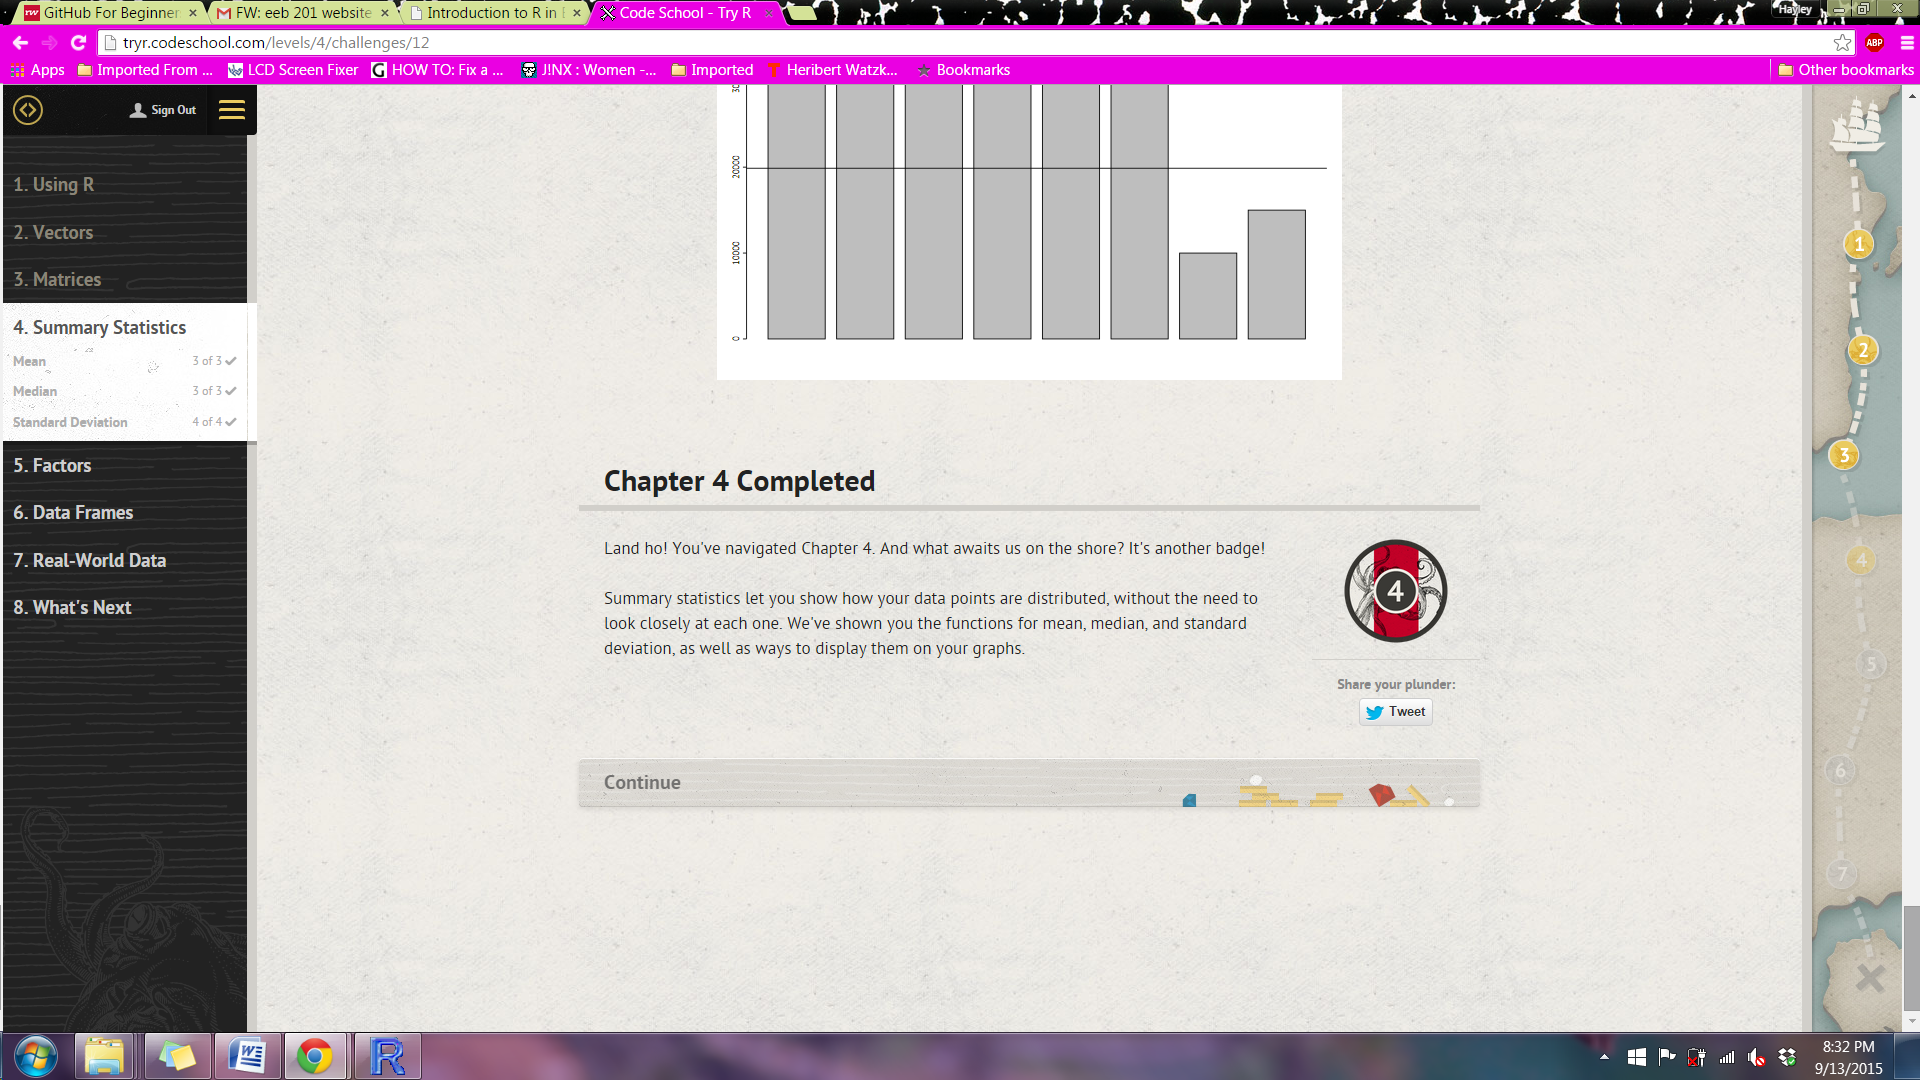 GitHub For Beginner
FW: eeb 201 website
Introduction to R in
Code School - Try R
Hayley
tryr.codeschool.com/levels/4/challenges/12
ABP
Apps
Imported From ...
LCD Screen Fixer
HOW TO: Fix a ...
J!NX : Women -...
Imported
Heribert Watzk...
Bookmarks
Other bookmarks
Sign Out
1. Using R
2. Vectors
3. Matrices
4. Summary Statistics
Mean 3 of 3
Median 3 of 3
Standard Deviation 4 of 4
5. Factors
6. Data Frames
7. Real-World Data
8. What's Next
20000
10000
0
Chapter 4 Completed
Land ho! You've navigated Chapter 4. And what awaits us on the shore? It's another badge!
Summary statistics let you show how your data points are distributed, without the need to
look closely at each one. We've shown you the functions for mean, median, and standard
deviation, as well as ways to display them on your graphs.
4
Share your plunder:
Tweet
Continue
1
2
3
4
5
6
7
8:32 PM
9/13/2015